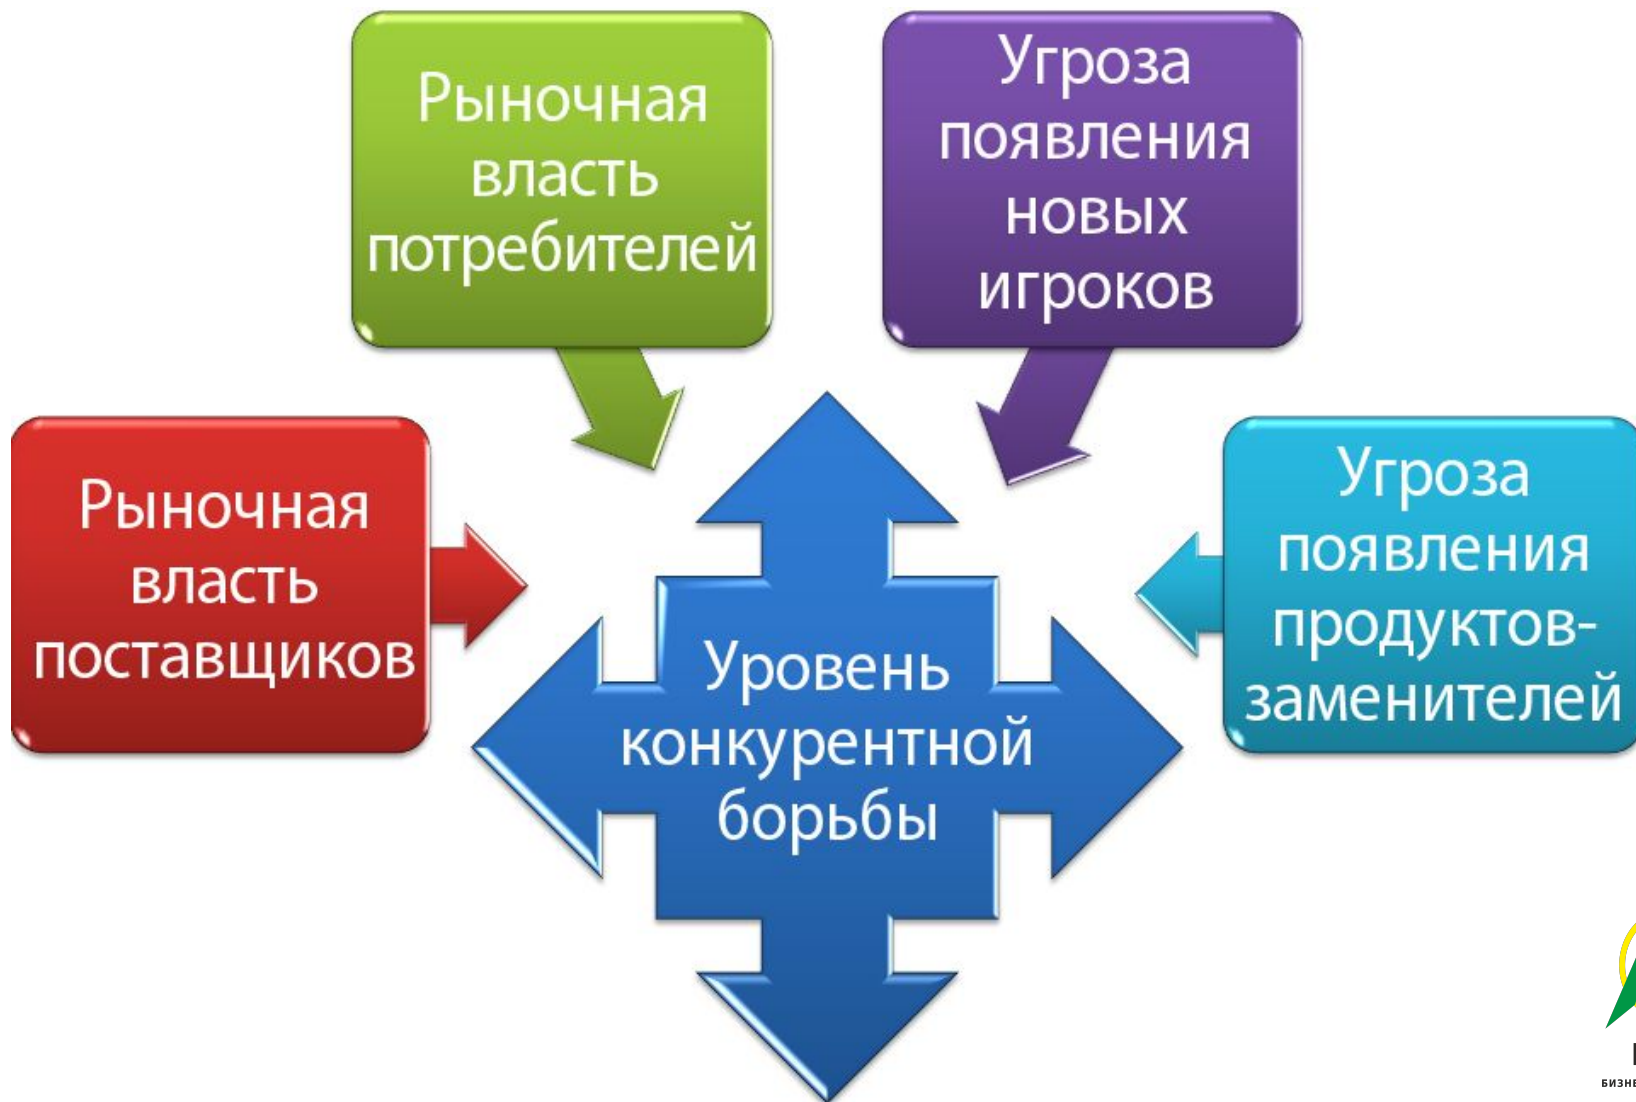 Рыночная
власть
потребителей
Угроза
появления
новых
игроков
Рыночная
власть
поставщиков
Угроза
появления
продуктов-
заменителей
Уровень
конкурентной
борьбы